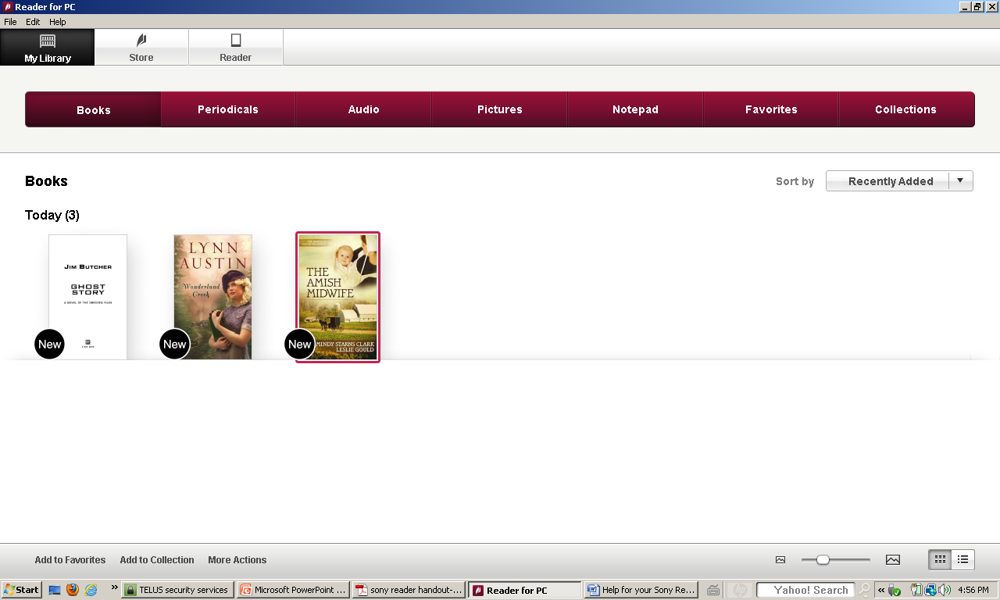 Reader for PC
File Edit Help
My Library Store Reader
Books Periodicals Audio Pictures Notepad Favorites Collections
Books
Sort by Recently Added
Today (3)
JIM BUTCHER
GHOST
STORY
A NOVEL OF THE DRESDEN FILES
New
LYNN
AUSTIN
Wonderland
Creek
New
THE
AMISH
MIDWIFE
MINDY STARNS CLARK
LESLIE GOULD
New
Add to Favorites Add to Collection More Actions
Start » TELUS security services Microsoft PowerPoint ... sony reader handout-... Reader for PC Help for your Sony Re... hp Yahoo! Search « 4:56 PM